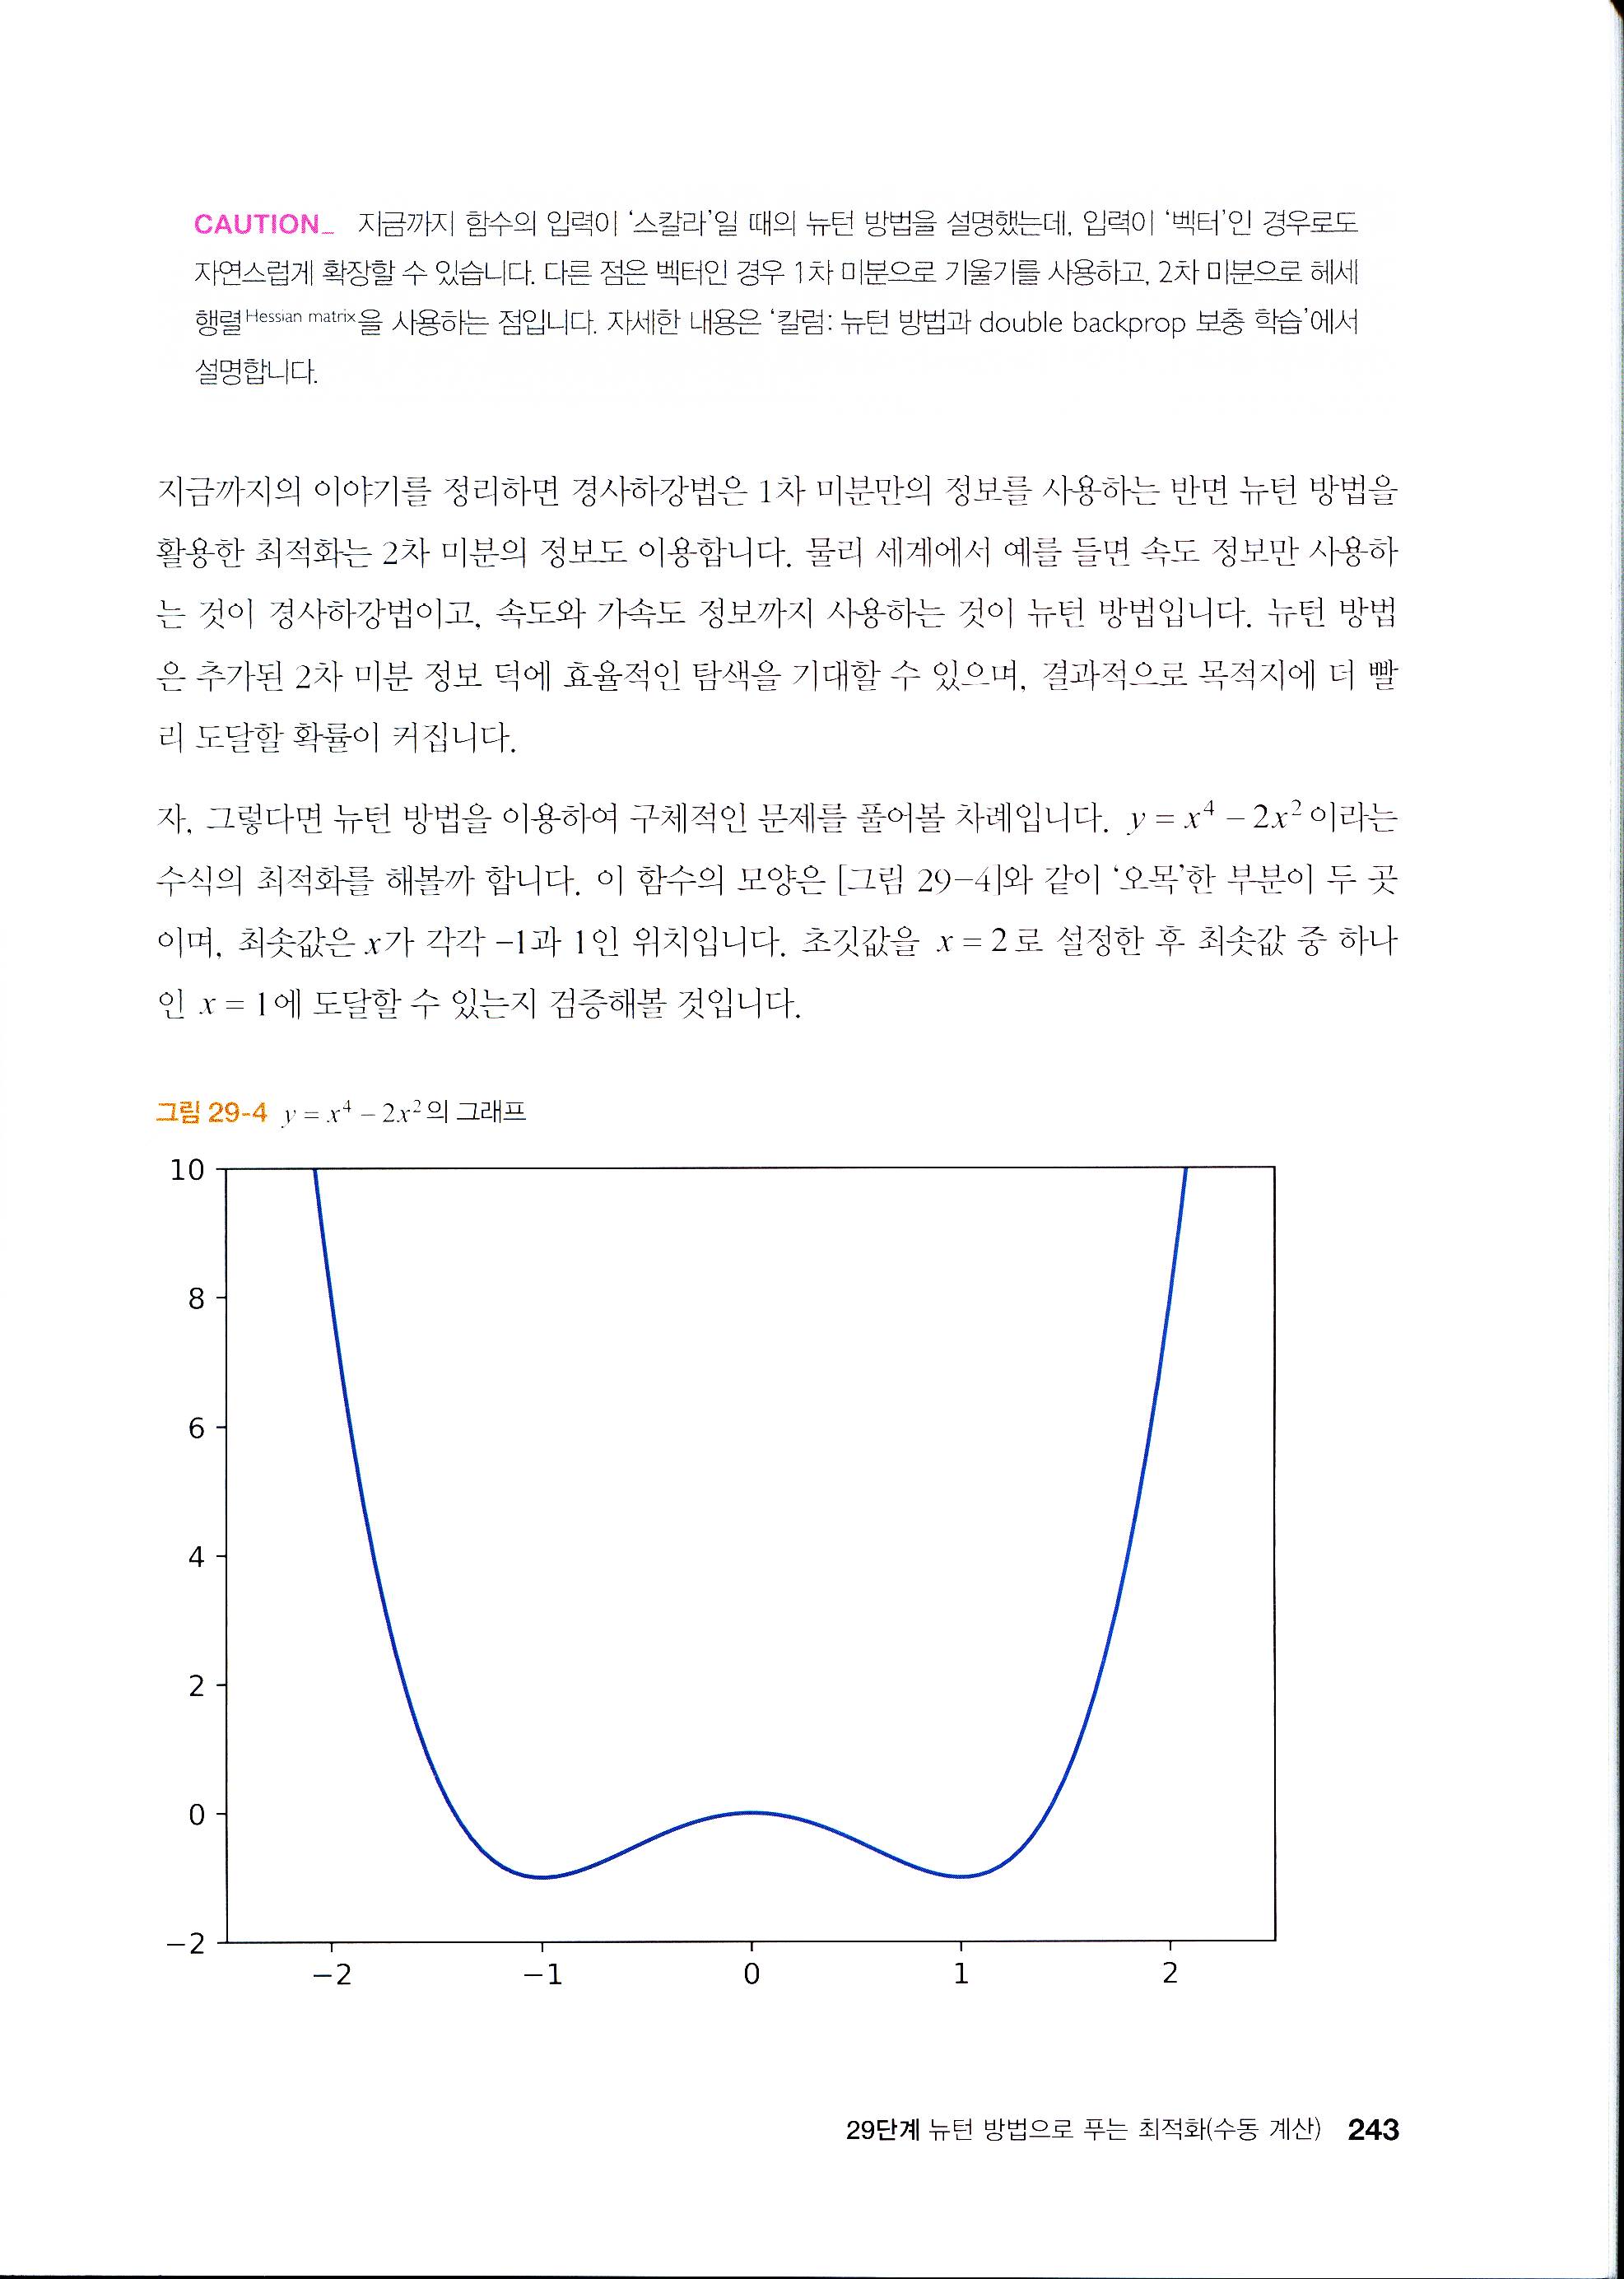 CAUTION_ 지금까지 함수의 입력이 ‘스칼라’일 때의 뉴턴 방법을 설명했는데, 입력이 ‘벡터’인 경우로도
자연스럽게 확장할 수 있습니다. 다른 점은 벡터인 경우 1차 미분으로 기울기를 사용하고, 2차 미분으로 헤세
행렬Hessian matrix을 사용하는 점입니다. 자세한 내용은 ‘칼럼: 뉴턴 방법과 double backprop 보충 학습’에서
설명합니다.
지금까지의 이야기를 정리하면 경사하강법은 1차 미분만의 정보를 사용하는 반면 뉴턴 방법을
활용한 최적화는 2차 미분의 정보도 이용합니다. 물리 세계에서 예를 들면 속도 정보만 사용하
는 것이 경사하강법이고, 속도와 가속도 정보까지 사용하는 것이 뉴턴 방법입니다. 뉴턴 방법
은 추가된 2차 미분 정보 덕에 효율적인 탐색을 기대할 수 있으며, 결과적으로 목적지에 더 빨
리 도달할 확률이 커집니다.
자, 그렇다면 뉴턴 방법을 이용하여 구체적인 문제를 풀어볼 차례입니다. y = x⁴ − 2x²이라는
수식의 최적화를 해볼까 합니다. 이 함수의 모양은 [그림 29-4]와 같이 ‘오목’한 부분이 두 곳
이며, 최솟값은 x가 각각 -1과 1인 위치입니다. 초깃값을 x = 2로 설정한 후 최솟값 중 하나
인 x = 1에 도달할 수 있는지 검증해볼 것입니다.
그림 29-4 y = x⁴ − 2x²의 그래프
10
8
6
4
2
0
−2
−2 −1 0 1 2
29단계 뉴턴 방법으로 푸는 최적화(수동 계산) 243